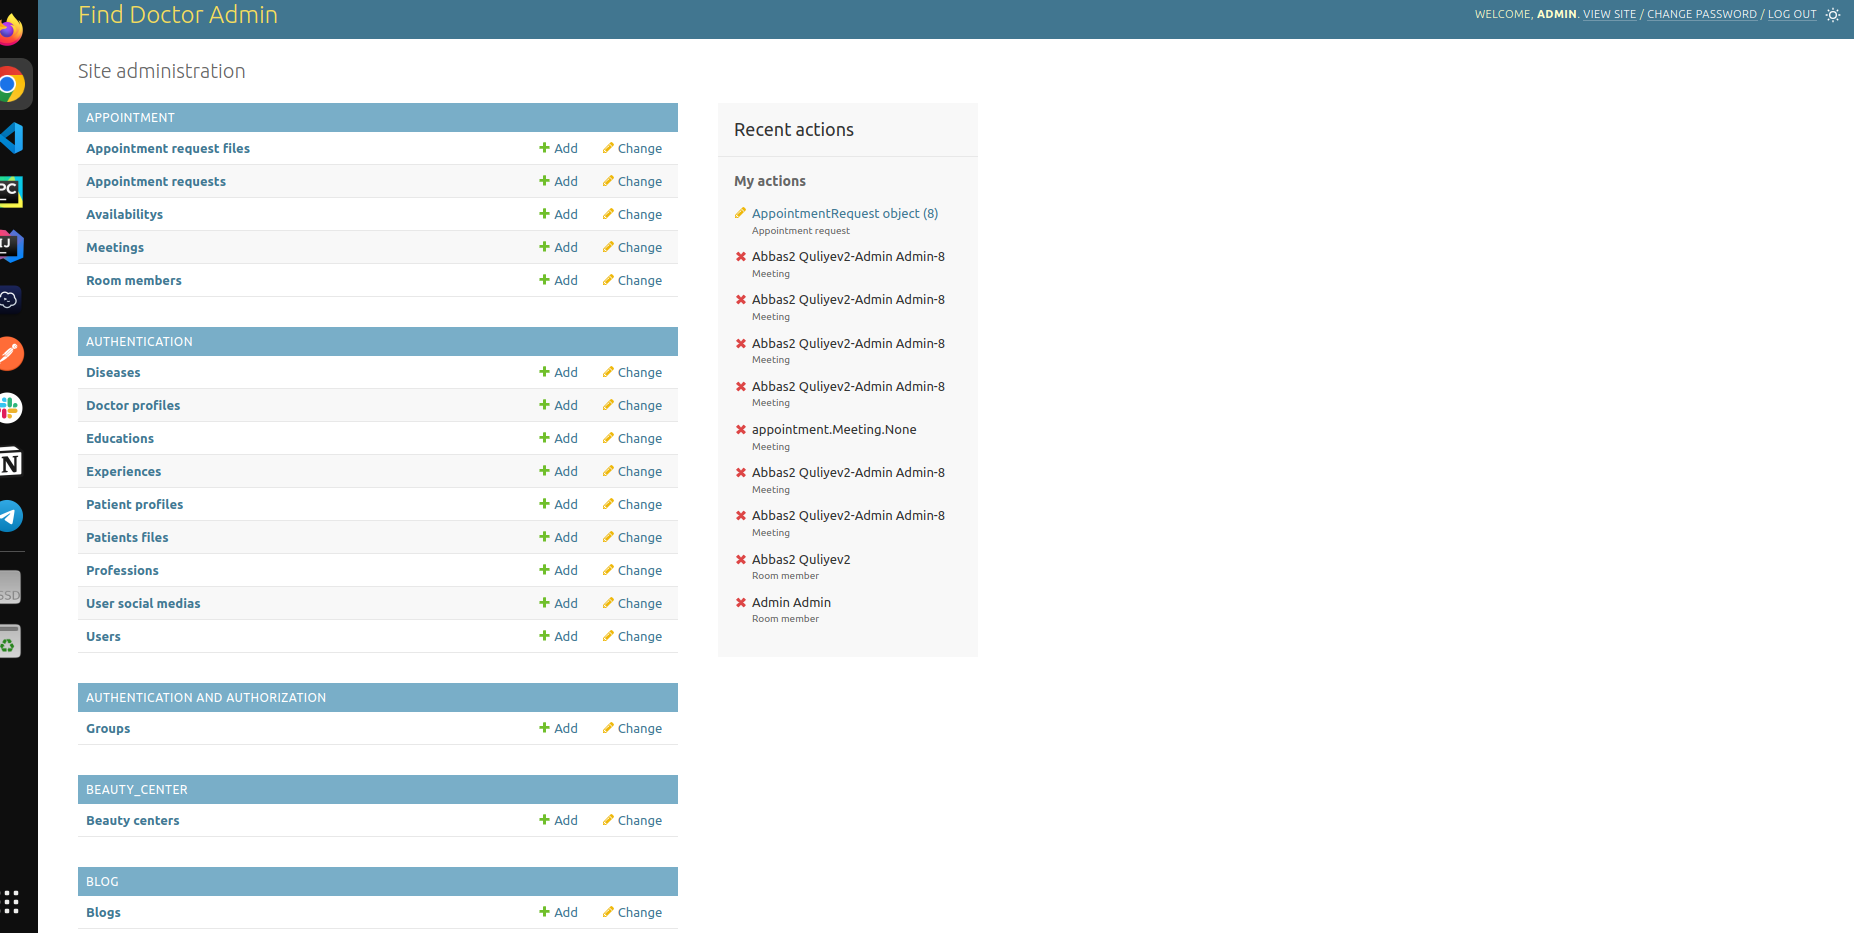 Find Doctor Admin
WELCOME, ADMIN. VIEW SITE / CHANGE PASSWORD / LOG OUT
Site administration
APPOINTMENT
Appointment request files Add Change
Appointment requests Add Change
Availabilitys Add Change
Meetings Add Change
Room members Add Change
AUTHENTICATION
Diseases Add Change
Doctor profiles Add Change
Educations Add Change
Experiences Add Change
Patient profiles Add Change
Patients files Add Change
Professions Add Change
User social medias Add Change
Users Add Change
AUTHENTICATION AND AUTHORIZATION
Groups Add Change
BEAUTY_CENTER
Beauty centers Add Change
BLOG
Blogs Add Change
Recent actions
My actions
AppointmentRequest object (8)
Appointment request
Abbas2 Quliyev2-Admin Admin-8
Meeting
Abbas2 Quliyev2-Admin Admin-8
Meeting
Abbas2 Quliyev2-Admin Admin-8
Meeting
Abbas2 Quliyev2-Admin Admin-8
Meeting
appointment.Meeting.None
Meeting
Abbas2 Quliyev2-Admin Admin-8
Meeting
Abbas2 Quliyev2-Admin Admin-8
Meeting
Abbas2 Quliyev2
Room member
Admin Admin
Room member
PC
IJ
N
SSD